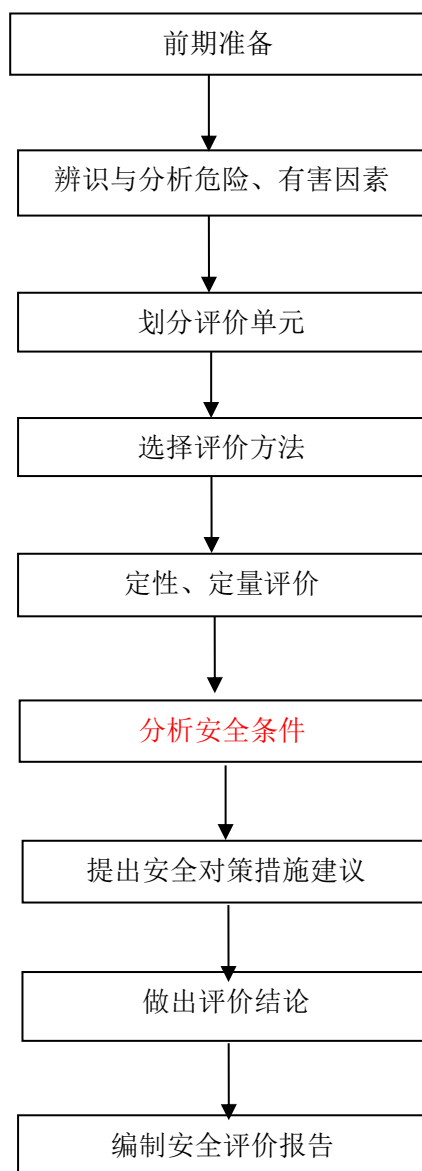 前期准备
辨识与分析危险、有害因素
划分评价单元
选择评价方法
定性、定量评价
分析安全条件
提出安全对策措施建议
做出评价结论
编制安全评价报告